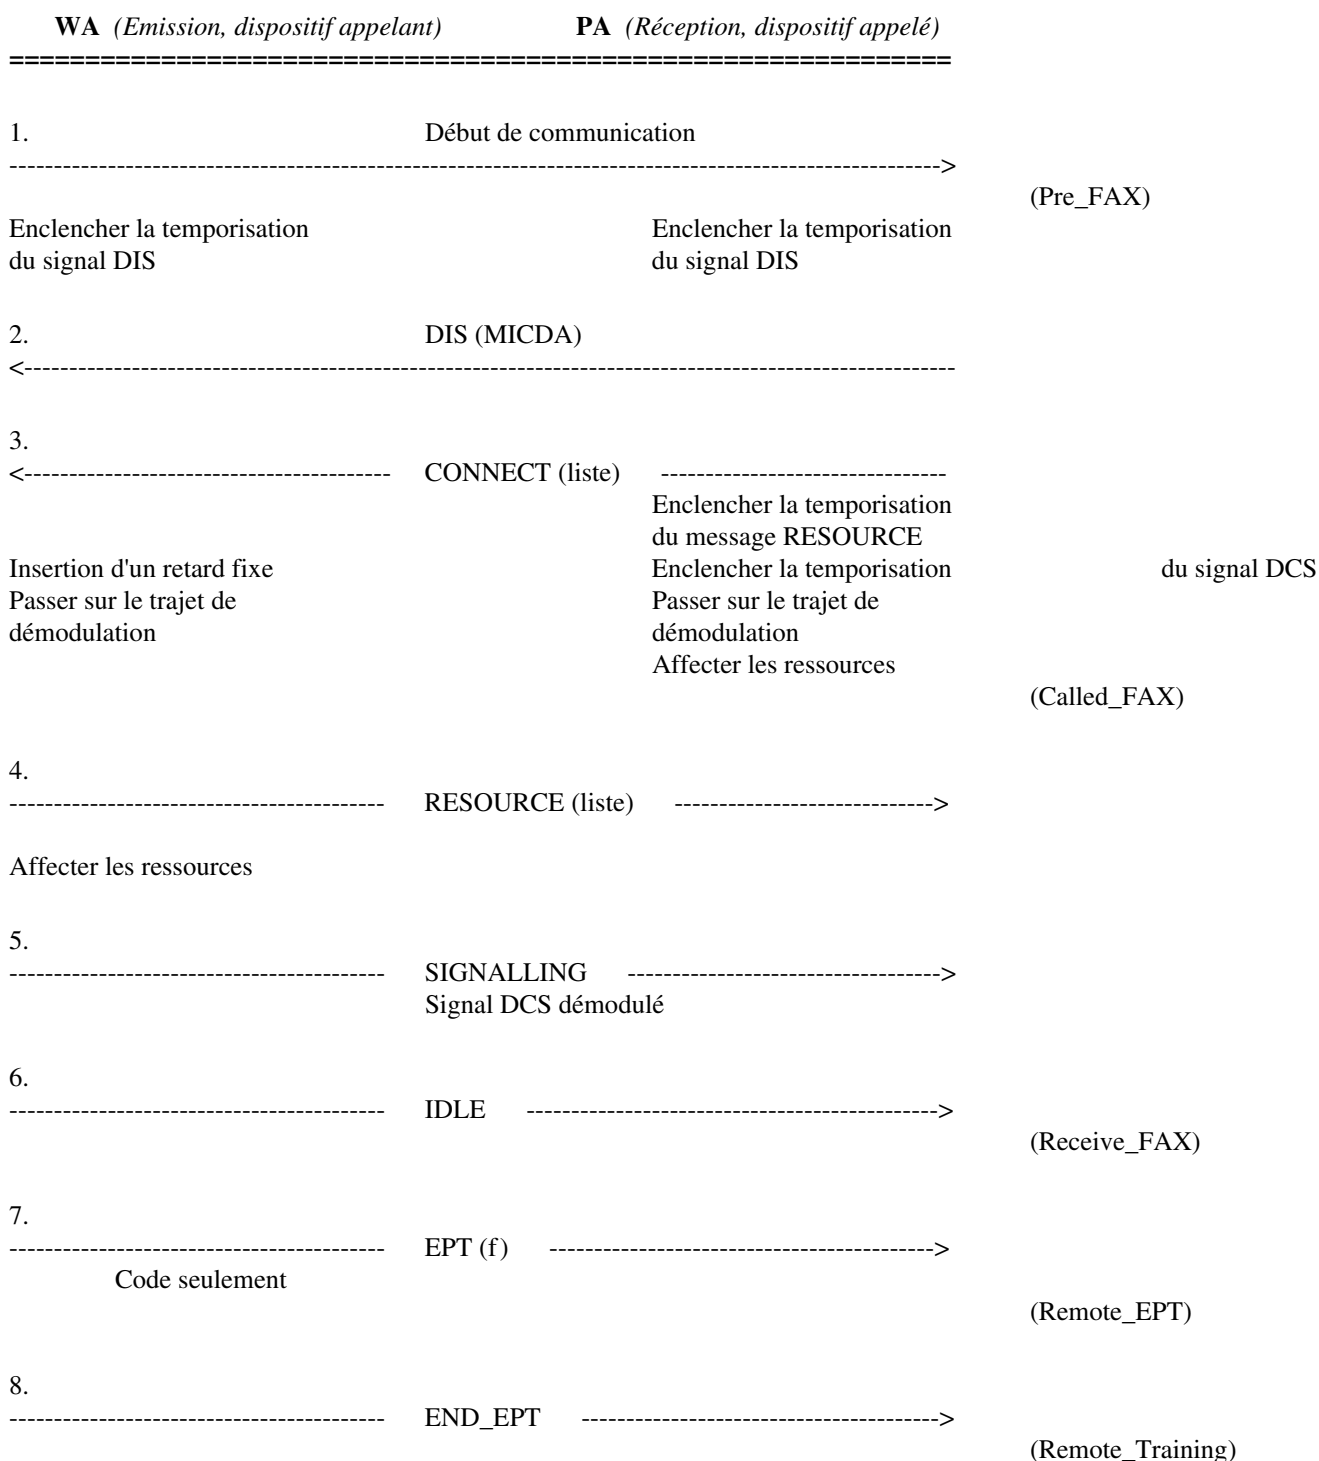 WA (Emission, dispositif appelant) PA (Réception, dispositif appelé)
==============================================================
1. Début de communication
-------------------------------------------------------------------------------------------------------->
(Pre_FAX)
Enclencher la temporisation Enclencher la temporisation
du signal DIS du signal DIS
2. DIS (MICDA)
<--------------------------------------------------------------------------------------------------------
3.
<----------------------------------------- CONNECT (liste) --------------------------------
Enclencher la temporisation
du message RESOURCE
Insertion d'un retard fixe Enclencher la temporisation du signal DCS
Passer sur le trajet de Passer sur le trajet de
démodulation démodulation
Affecter les ressources
(Called_FAX)
4.
------------------------------------------ RESOURCE (liste) ----------------------------->
Affecter les ressources
5.
------------------------------------------ SIGNALLING ----------------------------------->
Signal DCS démodulé
6.
------------------------------------------ IDLE ---------------------------------------------->
(Receive_FAX)
7.
------------------------------------------ EPT (f) ------------------------------------------->
Code seulement
(Remote_EPT)
8.
------------------------------------------ END_EPT ---------------------------------------->
(Remote_Training)